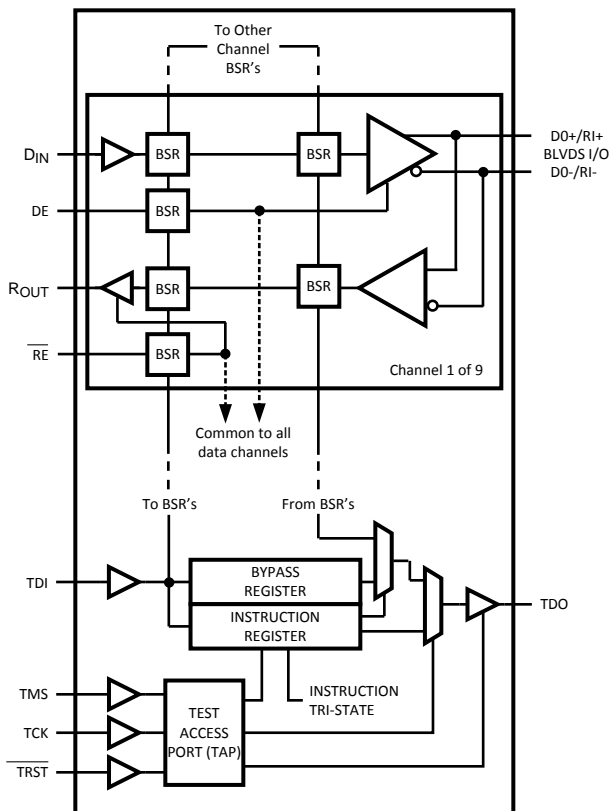 To Other
Channel
BSR's
DIN
BSR
BSR
D0+/RI+
BLVDS I/O
D0-/RI-
DE
BSR
ROUT
BSR
BSR
RE
BSR
Channel 1 of 9
Common to all
data channels
To BSR's
From BSR's
TDI
BYPASS
REGISTER
INSTRUCTION
REGISTER
TDO
TMS
TCK
TRST
TEST
ACCESS
PORT (TAP)
INSTRUCTION
TRI-STATE